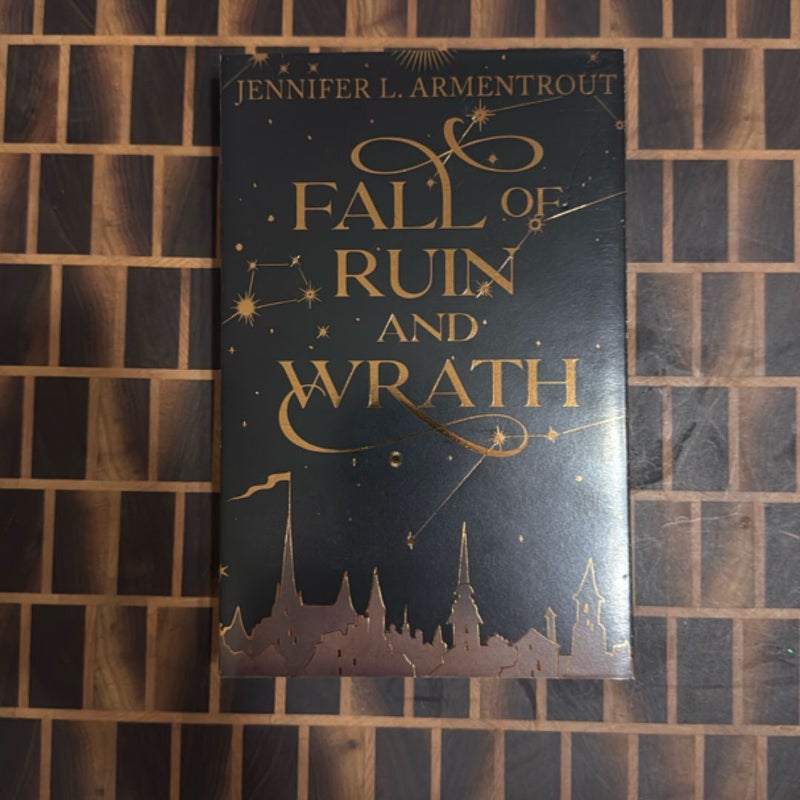 JENNIFER L. ARMENTROUT
FALL OF
RUIN
AND
WRATH